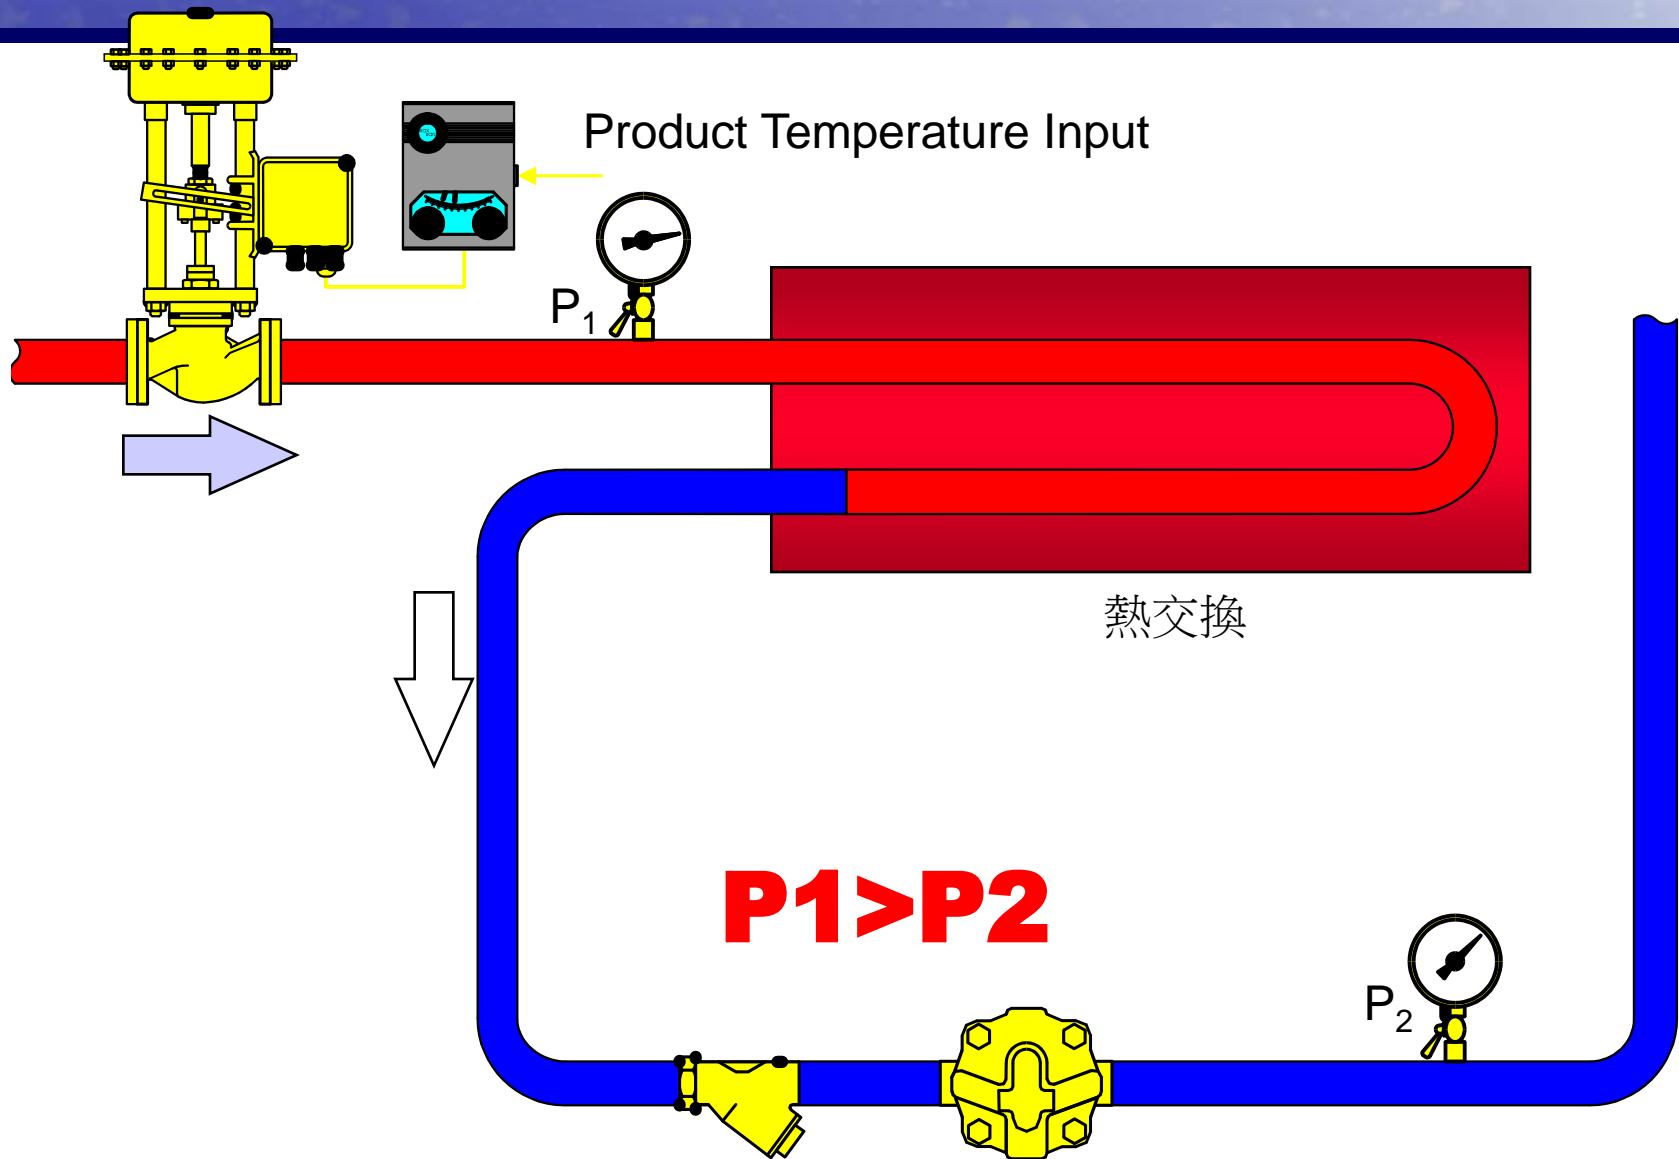 Product Temperature Input
P₁
熱交換
P1>P2
P₂